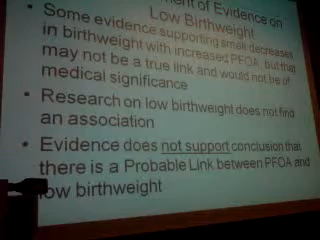 ment of Evidence on
Low Birthweight
• Some evidence supporting small decreases
in birthweight with increased PFOA, but that
may not be a true link and would not be of
medical significance
• Research on low birthweight does not find
an association
• Evidence does not support conclusion that
there is a Probable Link between PFOA and
low birthweight